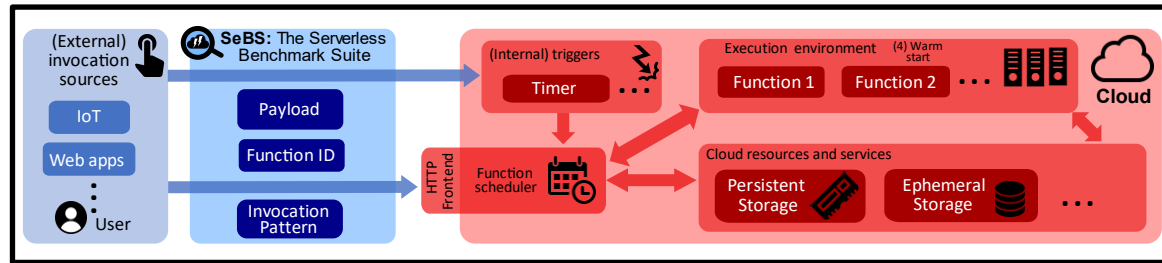 (External)
invocation
sources
IoT
Web apps
User
SeBS: The Serverless
Benchmark Suite
Payload
Function ID
Invocation
Pattern
(Internal) triggers
Timer
...
HTTP
Frontend
Function
scheduler
Execution environment
(4) Warm
start
Function 1
Function 2
...
Cloud
Cloud resources and services
Persistent
Storage
Ephemeral
Storage
...